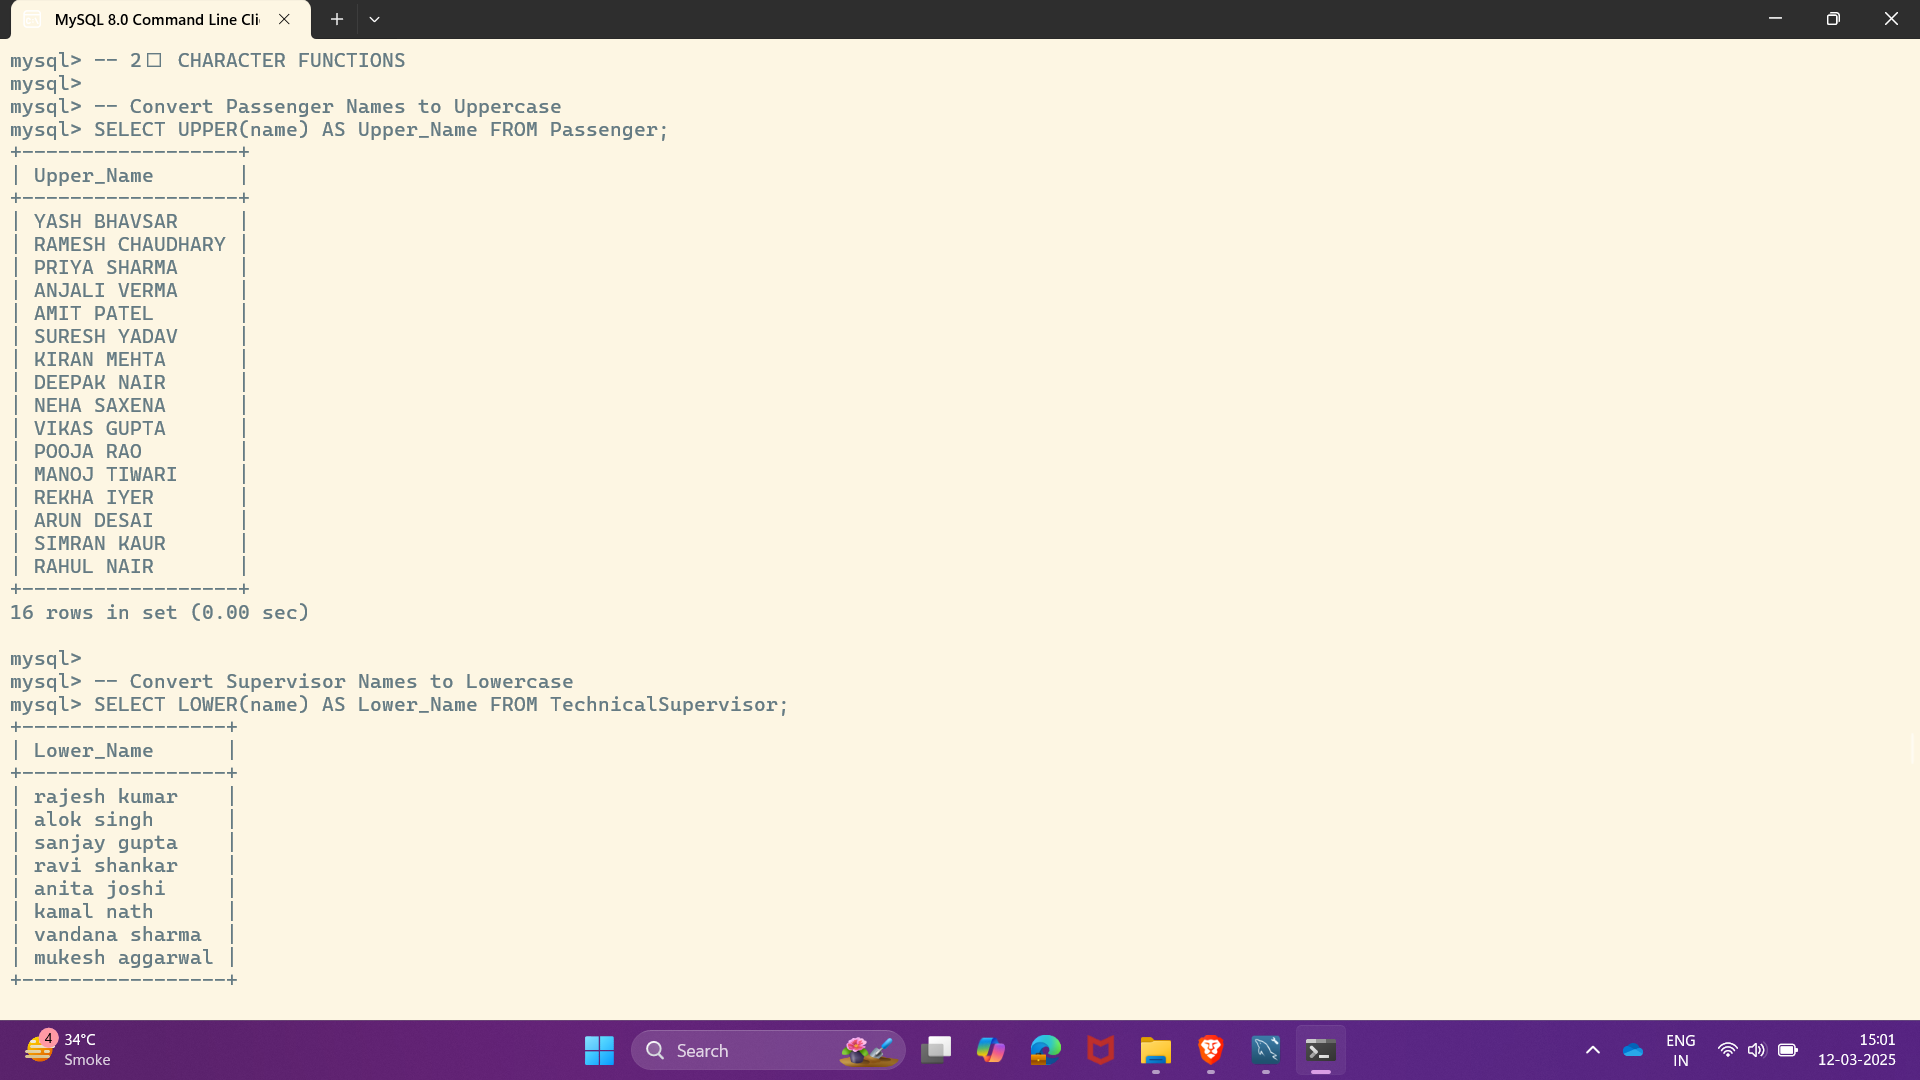 MySQL 8.0 Command Line Cli
mysql> -- 2□ CHARACTER FUNCTIONS
mysql>
mysql> -- Convert Passenger Names to Uppercase
mysql> SELECT UPPER(name) AS Upper_Name FROM Passenger;
+------------------+
| Upper_Name       |
+------------------+
| YASH BHAVSAR     |
| RAMESH CHAUDHARY |
| PRIYA SHARMA     |
| ANJALI VERMA     |
| AMIT PATEL       |
| SURESH YADAV     |
| KIRAN MEHTA      |
| DEEPAK NAIR      |
| NEHA SAXENA      |
| VIKAS GUPTA      |
| POOJA RAO        |
| MANOJ TIWARI     |
| REKHA IYER       |
| ARUN DESAI       |
| SIMRAN KAUR      |
| RAHUL NAIR       |
+------------------+
16 rows in set (0.00 sec)
mysql>
mysql> -- Convert Supervisor Names to Lowercase
mysql> SELECT LOWER(name) AS Lower_Name FROM TechnicalSupervisor;
+-----------------+
| Lower_Name      |
+-----------------+
| rajesh kumar    |
| alok singh      |
| sanjay gupta    |
| ravi shankar    |
| anita joshi     |
| kamal nath      |
| vandana sharma  |
| mukesh aggarwal |
+-----------------+
4
34°C
Smoke
Search
ENG
IN
15:01
12-03-2025